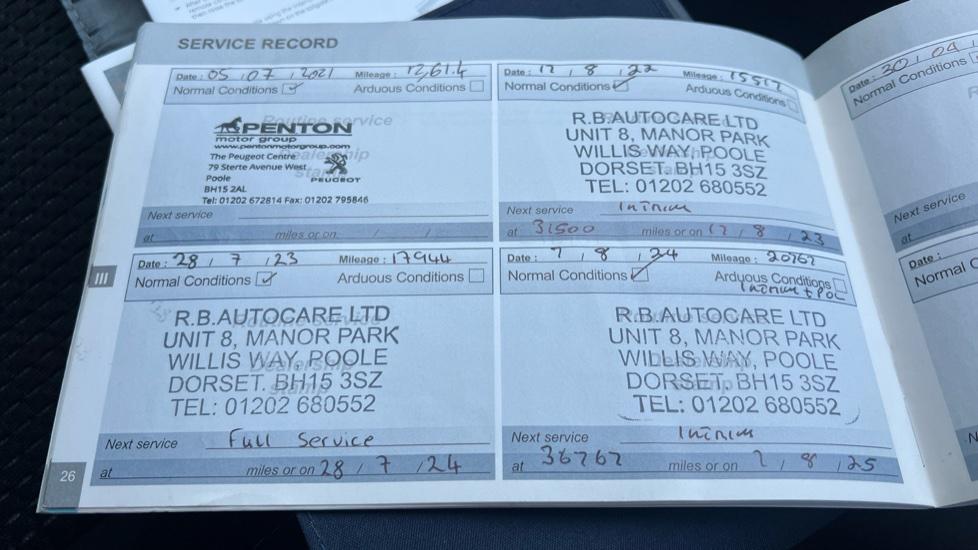 SERVICE RECORD
Date: 05 / 07 / 2021 Mileage: 12,614
Normal Conditions Arduous Conditions
Routine service
PENTON
motor group
www.pentonmotorgroup.com
Dealership
The Peugeot Centre
79 Sterte Avenue West
Poole
PEUGEOT
BH15 2AL
Tel: 01202 672814 Fax: 01202 795846
Next service
at miles or on / /
Date: 12 / 8 / 22 Mileage:
Normal Conditions Arduous Conditions
R.B.AUTOCARE LTD
UNIT 8, MANOR PARK
WILLIS WAY, POOLE
DORSET. BH15 3SZ
TEL: 01202 680552
Next service Interim
at 31500 miles or on 12 / 8 / 23
Date: 28 / 7 / 23 Mileage: 17944
Normal Conditions Arduous Conditions
R.B.AUTOCARE LTD
UNIT 8, MANOR PARK
WILLIS WAY, POOLE
DORSET. BH15 3SZ
TEL: 01202 680552
Next service Full Service
at miles or on 28 / 7 / 24
Date: 7 / 8 / 24 Mileage: 20767
Normal Conditions Arduous Conditions
Interim + POL
R.B.AUTOCARE LTD
UNIT 8, MANOR PARK
WILLIS WAY, POOLE
DORSET. BH15 3SZ
TEL: 01202 680552
Next service Interim
at 36767 miles or on 7 / 8 / 25
III
26
Date: 30 / 04
Normal Conditions
Next service
at
Date:
Normal C